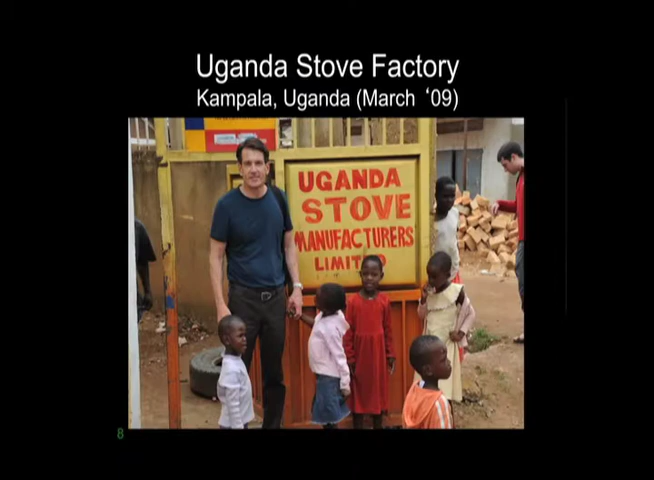 Uganda Stove Factory
Kampala, Uganda (March ‘09)
UGANDA
STOVE
MANUFACTURERS
LIMITED
8